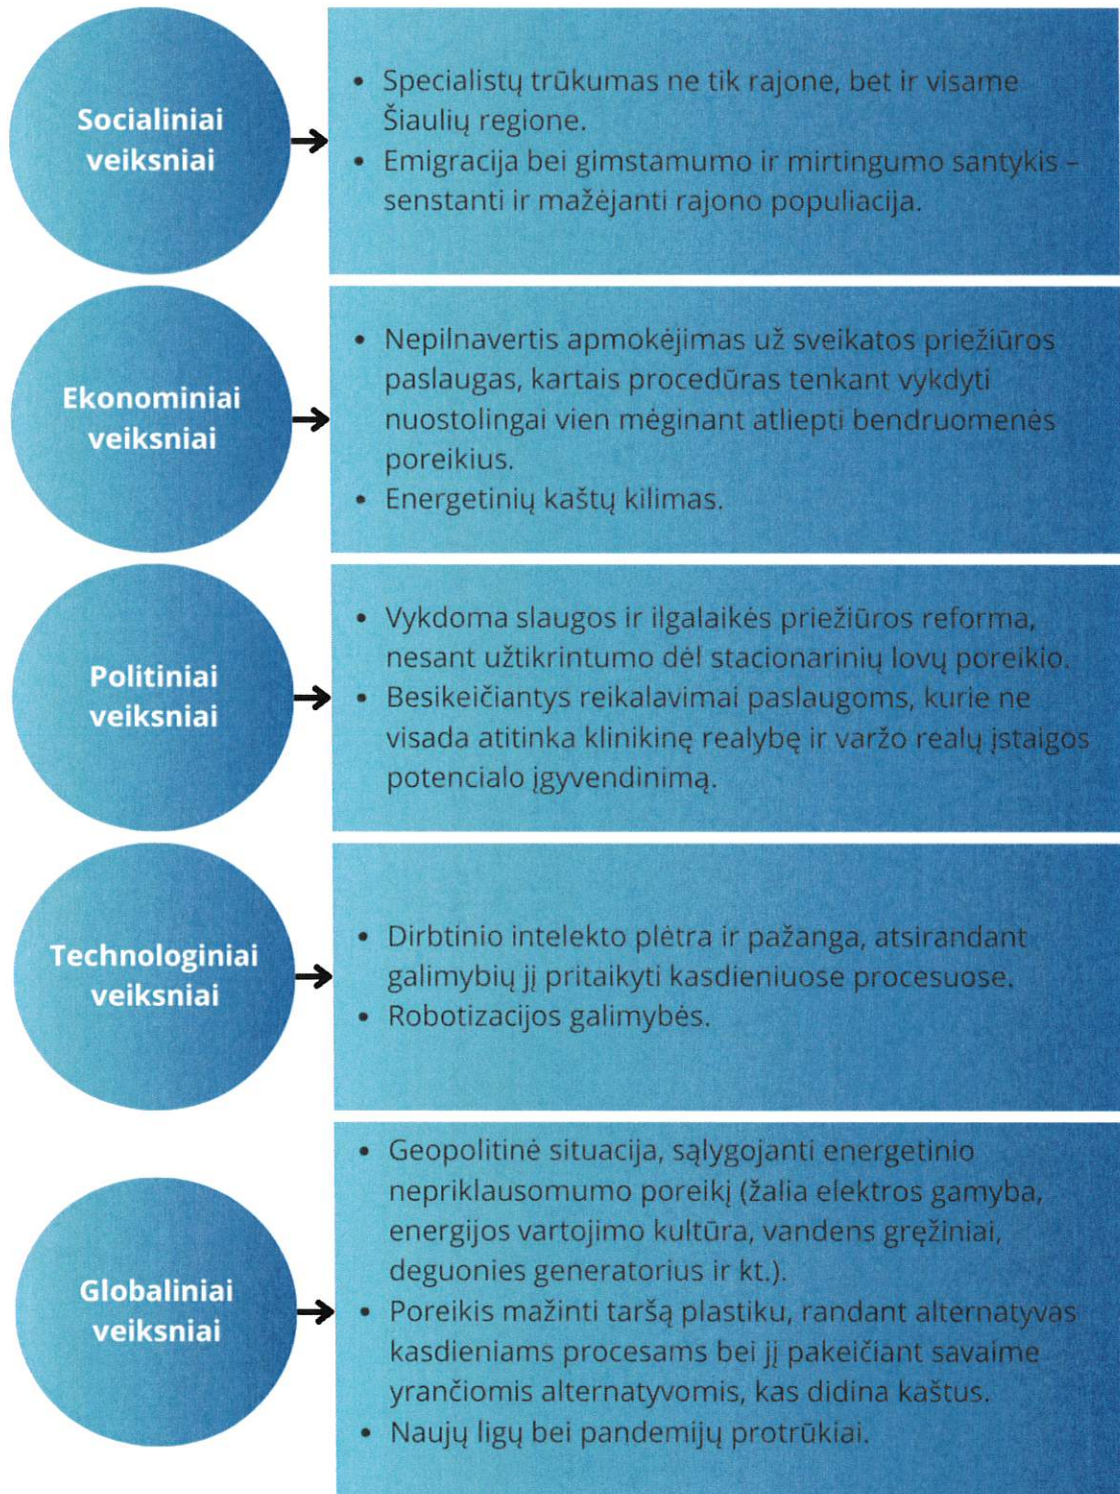 Socialiniai
veiksniai
• Specialistų trūkumas ne tik rajone, bet ir visame
Šiaulių regione.
• Emigracija bei gimstamumo ir mirtingumo santykis –
senstanti ir mažėjanti rajono populiacija.
Ekonominiai
veiksniai
• Nepilnavertis apmokėjimas už sveikatos priežiūros
paslaugas, kartais procedūras tenkant vykdyti
nuostolingai vien mėginant atliepti bendruomenės
poreikius.
• Energetinių kaštų kilimas.
Politiniai
veiksniai
• Vykdoma slaugos ir ilgalaikės priežiūros reforma,
nesant užtikrintumo dėl stacionarinių lovų poreikio.
• Besikeičiantys reikalavimai paslaugoms, kurie ne
visada atitinka klinikinę realybę ir varžo realų įstaigos
potencialo įgyvendinimą.
Technologiniai
veiksniai
• Dirbtinio intelekto plėtra ir pažanga, atsirandant
galimybių jį pritaikyti kasdieniuose procesuose.
• Robotizacijos galimybės.
Globaliniai
veiksniai
• Geopolitinė situacija, sąlygojanti energetinio
nepriklausomumo poreikį (žalia elektros gamyba,
energijos vartojimo kultūra, vandens gręžiniai,
deguonies generatorius ir kt.).
• Poreikis mažinti taršą plastiku, randant alternatyvas
kasdieniams procesams bei jį pakeičiant savaime
yrančiomis alternatyvomis, kas didina kaštus.
• Naujų ligų bei pandemijų protrūkiai.